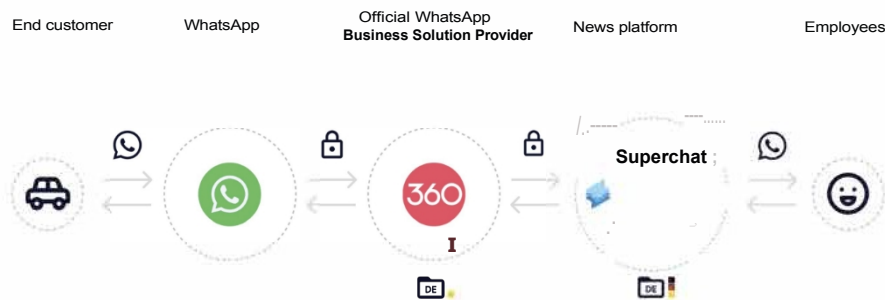 End customer
WhatsApp
Official WhatsApp
Business Solution Provider
News platform
Employees
360
Superchat
I
DE
DE